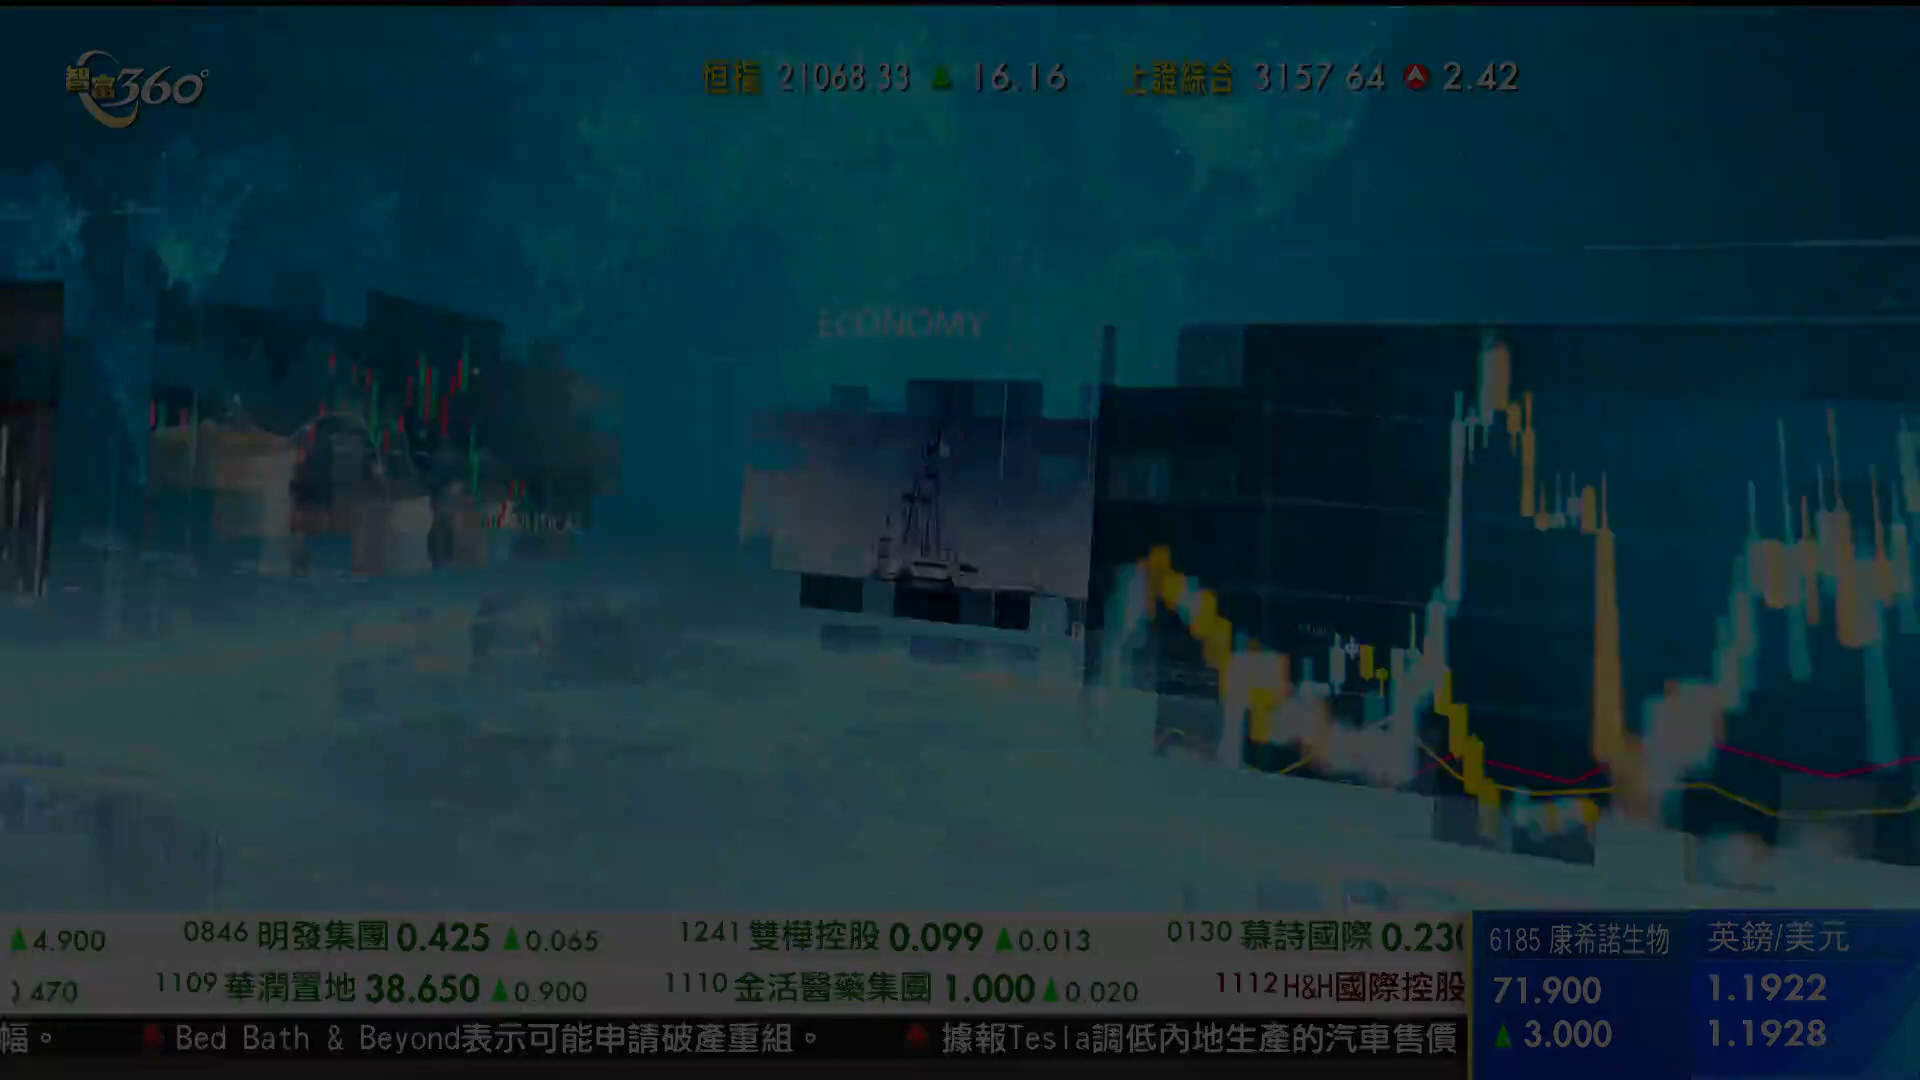 智富360°
恒指 21068.33 ▲ 16.16 上證綜合 3157.64 2.42
ECONOMY
▲4.900 0846 明發集團 0.425 ▲0.065 1241 雙樺控股 0.099 ▲0.013 0130 慕詩國際 0.230
.470 1109 華潤置地 38.650 ▲0.900 1110 金活醫藥集團 1.000 ▲0.020 1112 H&H國際控股
幅。 Bed Bath & Beyond表示可能申請破產重組。 據報Tesla調低內地生產的汽車售價
6185 康希諾生物
71.900
▲ 3.000
英鎊/美元
1.1922
1.1928